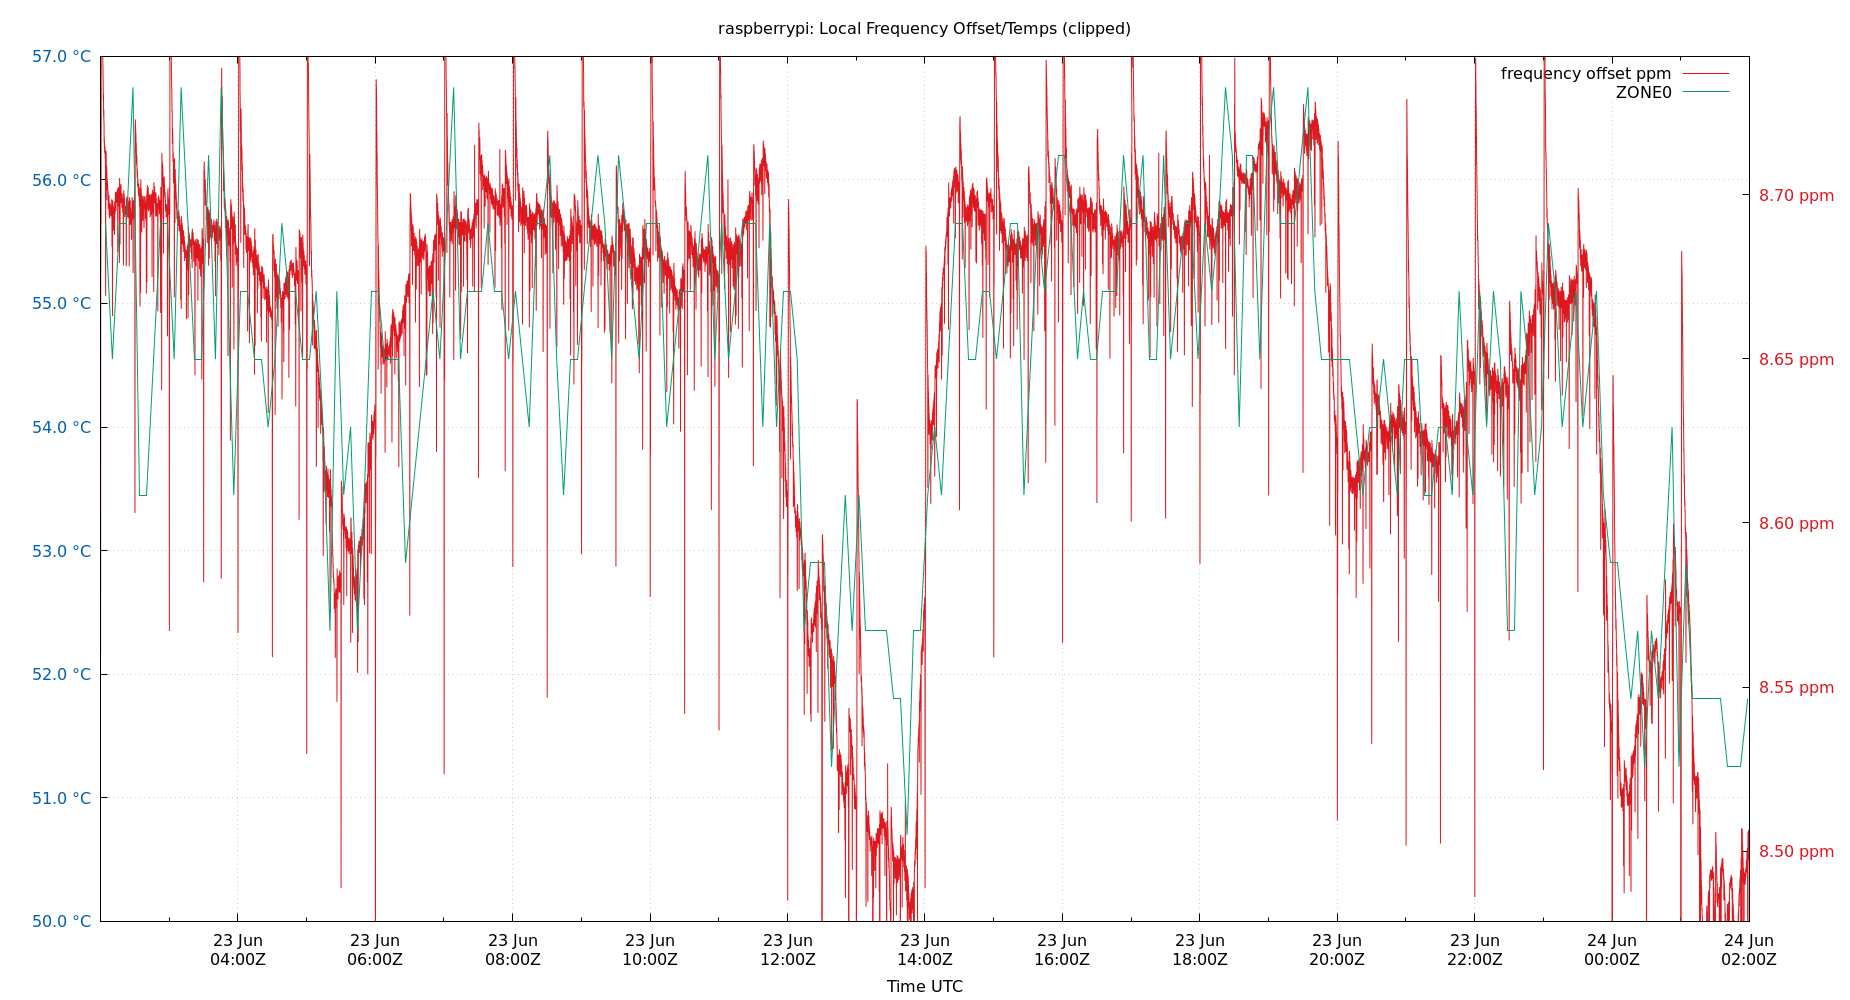 raspberrypi: Local Frequency Offset/Temps (clipped)
57.0 °C
56.0 °C
55.0 °C
54.0 °C
53.0 °C
52.0 °C
51.0 °C
50.0 °C
frequency offset ppm
ZONE0
8.70 ppm
8.65 ppm
8.60 ppm
8.55 ppm
8.50 ppm
23 Jun 23 Jun 23 Jun 23 Jun 23 Jun 23 Jun 23 Jun 23 Jun 23 Jun 23 Jun 24 Jun 24 Jun
04:00Z 06:00Z 08:00Z 10:00Z 12:00Z 14:00Z 16:00Z 18:00Z 20:00Z 22:00Z 00:00Z 02:00Z
Time UTC